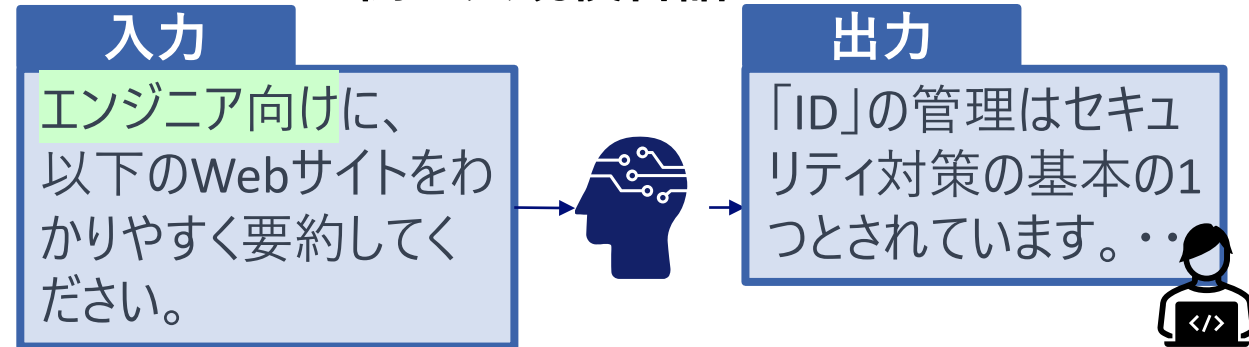 入力
エンジニア向けに、
以下のWebサイトをわ
かりやすく要約してく
ださい。
出力
「ID」の管理はセキュ
リティ対策の基本の1
つとされています。・・
</>